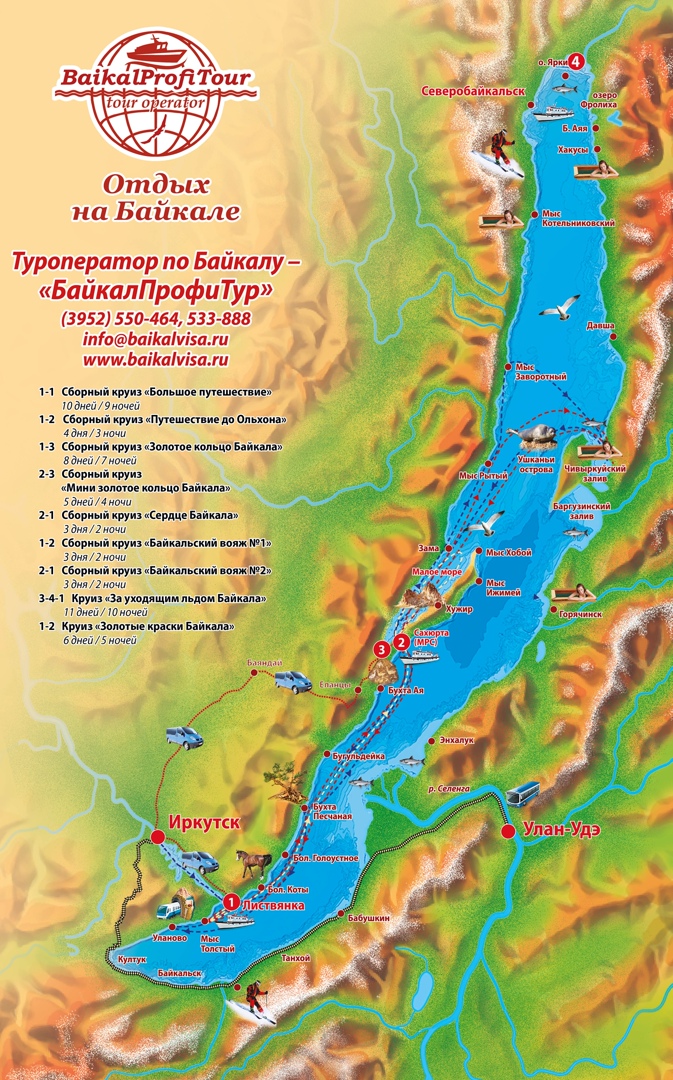 BaikalProfiTour
tour operator
Отдых
на Байкале
Туроператор по Байкалу –
«БайкалПрофиТур»
(3952) 550-464, 533-888
info@baikalvisa.ru
www.baikalvisa.ru
1-1 Сборный круиз «Большое путешествие»
10 дней / 9 ночей
1-2 Сборный круиз «Путешествие до Ольхона»
4 дня / 3 ночи
1-3 Сборный круиз «Золотое кольцо Байкала»
8 дней / 7 ночей
2-3 Сборный круиз
«Мини золотое кольцо Байкала»
5 дней / 4 ночи
2-1 Сборный круиз «Сердце Байкала»
3 дня / 2 ночи
1-2 Сборный круиз «Байкальский вояж №1»
3 дня / 2 ночи
2-1 Сборный круиз «Байкальский вояж №2»
3 дня / 2 ночи
3-4-1 Круиз «За уходящим льдом Байкала»
11 дней / 10 ночей
1-2 Круиз «Золотые краски Байкала»
6 дней / 5 ночей
о. Ярки 4
Северобайкальск
озеро
Фролиха
Б. Аяя
Хакусы
Мыс
Котельниковский
Давша
Мыс
Заворотный
Ушканьи
острова
Мыс Рытый
Чивыркуйский
залив
Баргузинский
залив
Зама
Мыс Хобой
Малое море
Мыс
Ижимей
Хужир
Горячинск
2
Сахюрта
(МРС)
3
Баяндай
Еланцы
Бухта Ая
Энхалук
Бугульдейка
р. Селенга
Бухта
Песчаная
Иркутск
Улан-Удэ
Бол. Голоустное
Бол. Коты
1
Листвянка
Бабушкин
Уланово
Мыс
Толстый
Култук
Танхой
Байкальск